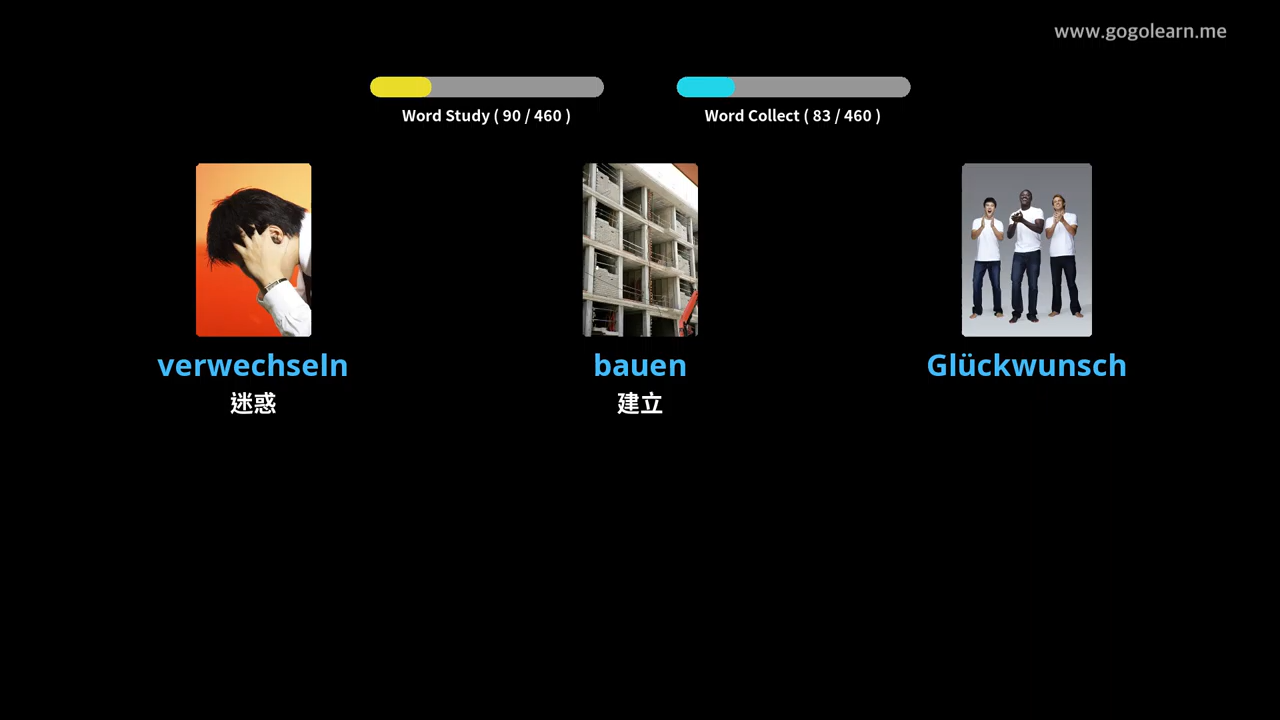 www.gogolearn.me
Word Study ( 90 / 460 )
Word Collect ( 83 / 460 )
verwechseln
迷惑
bauen
建立
Glückwunsch